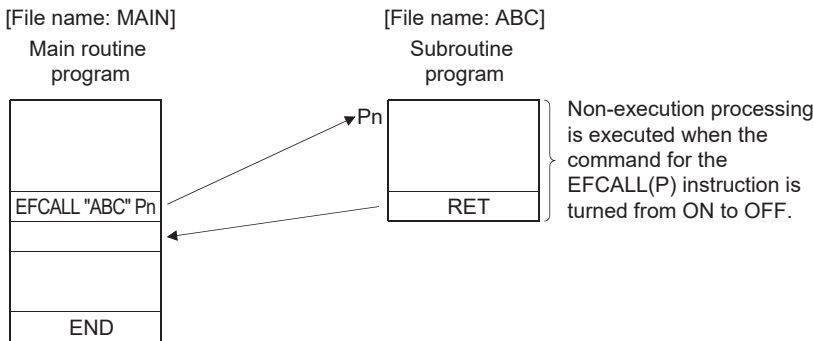 [File name: MAIN]
Main routine
program
EFCALL "ABC" Pn
END
[File name: ABC]
Subroutine
program
Pn
RET
Non-execution processing
is executed when the
command for the
EFCALL(P) instruction is
turned from ON to OFF.